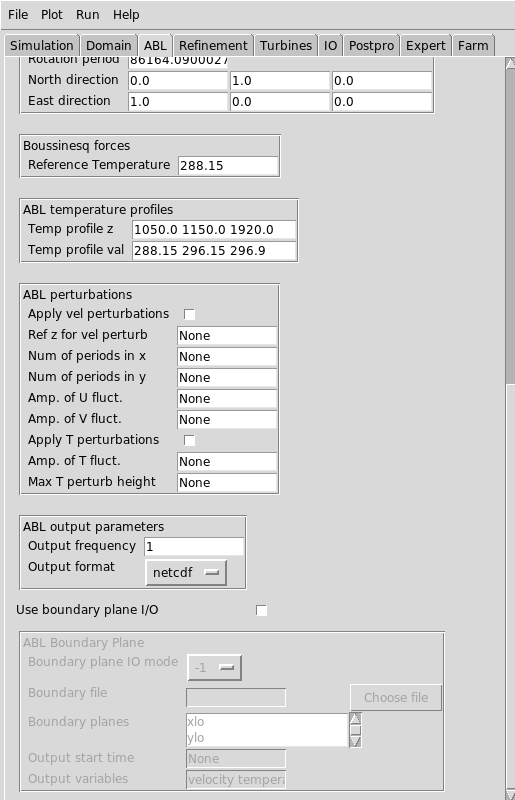 File Plot Run Help
Simulation Domain ABL Refinement Turbines IO Postpro Expert Farm
Rotation period 86164.0900027
North direction 0.0 1.0 0.0
East direction 1.0 0.0 0.0
Boussinesq forces
Reference Temperature 288.15
ABL temperature profiles
Temp profile z 1050.0 1150.0 1920.0
Temp profile val 288.15 296.15 296.9
ABL perturbations
Apply vel perturbations
Ref z for vel perturb None
Num of periods in x None
Num of periods in y None
Amp. of U fluct. None
Amp. of V fluct. None
Apply T perturbations
Amp. of T fluct. None
Max T perturb height None
ABL output parameters
Output frequency 1
Output format netcdf
Use boundary plane I/O
ABL Boundary Plane
Boundary plane IO mode -1
Boundary file Choose file
Boundary planes xlo
ylo
Output start time None
Output variables velocity tempera